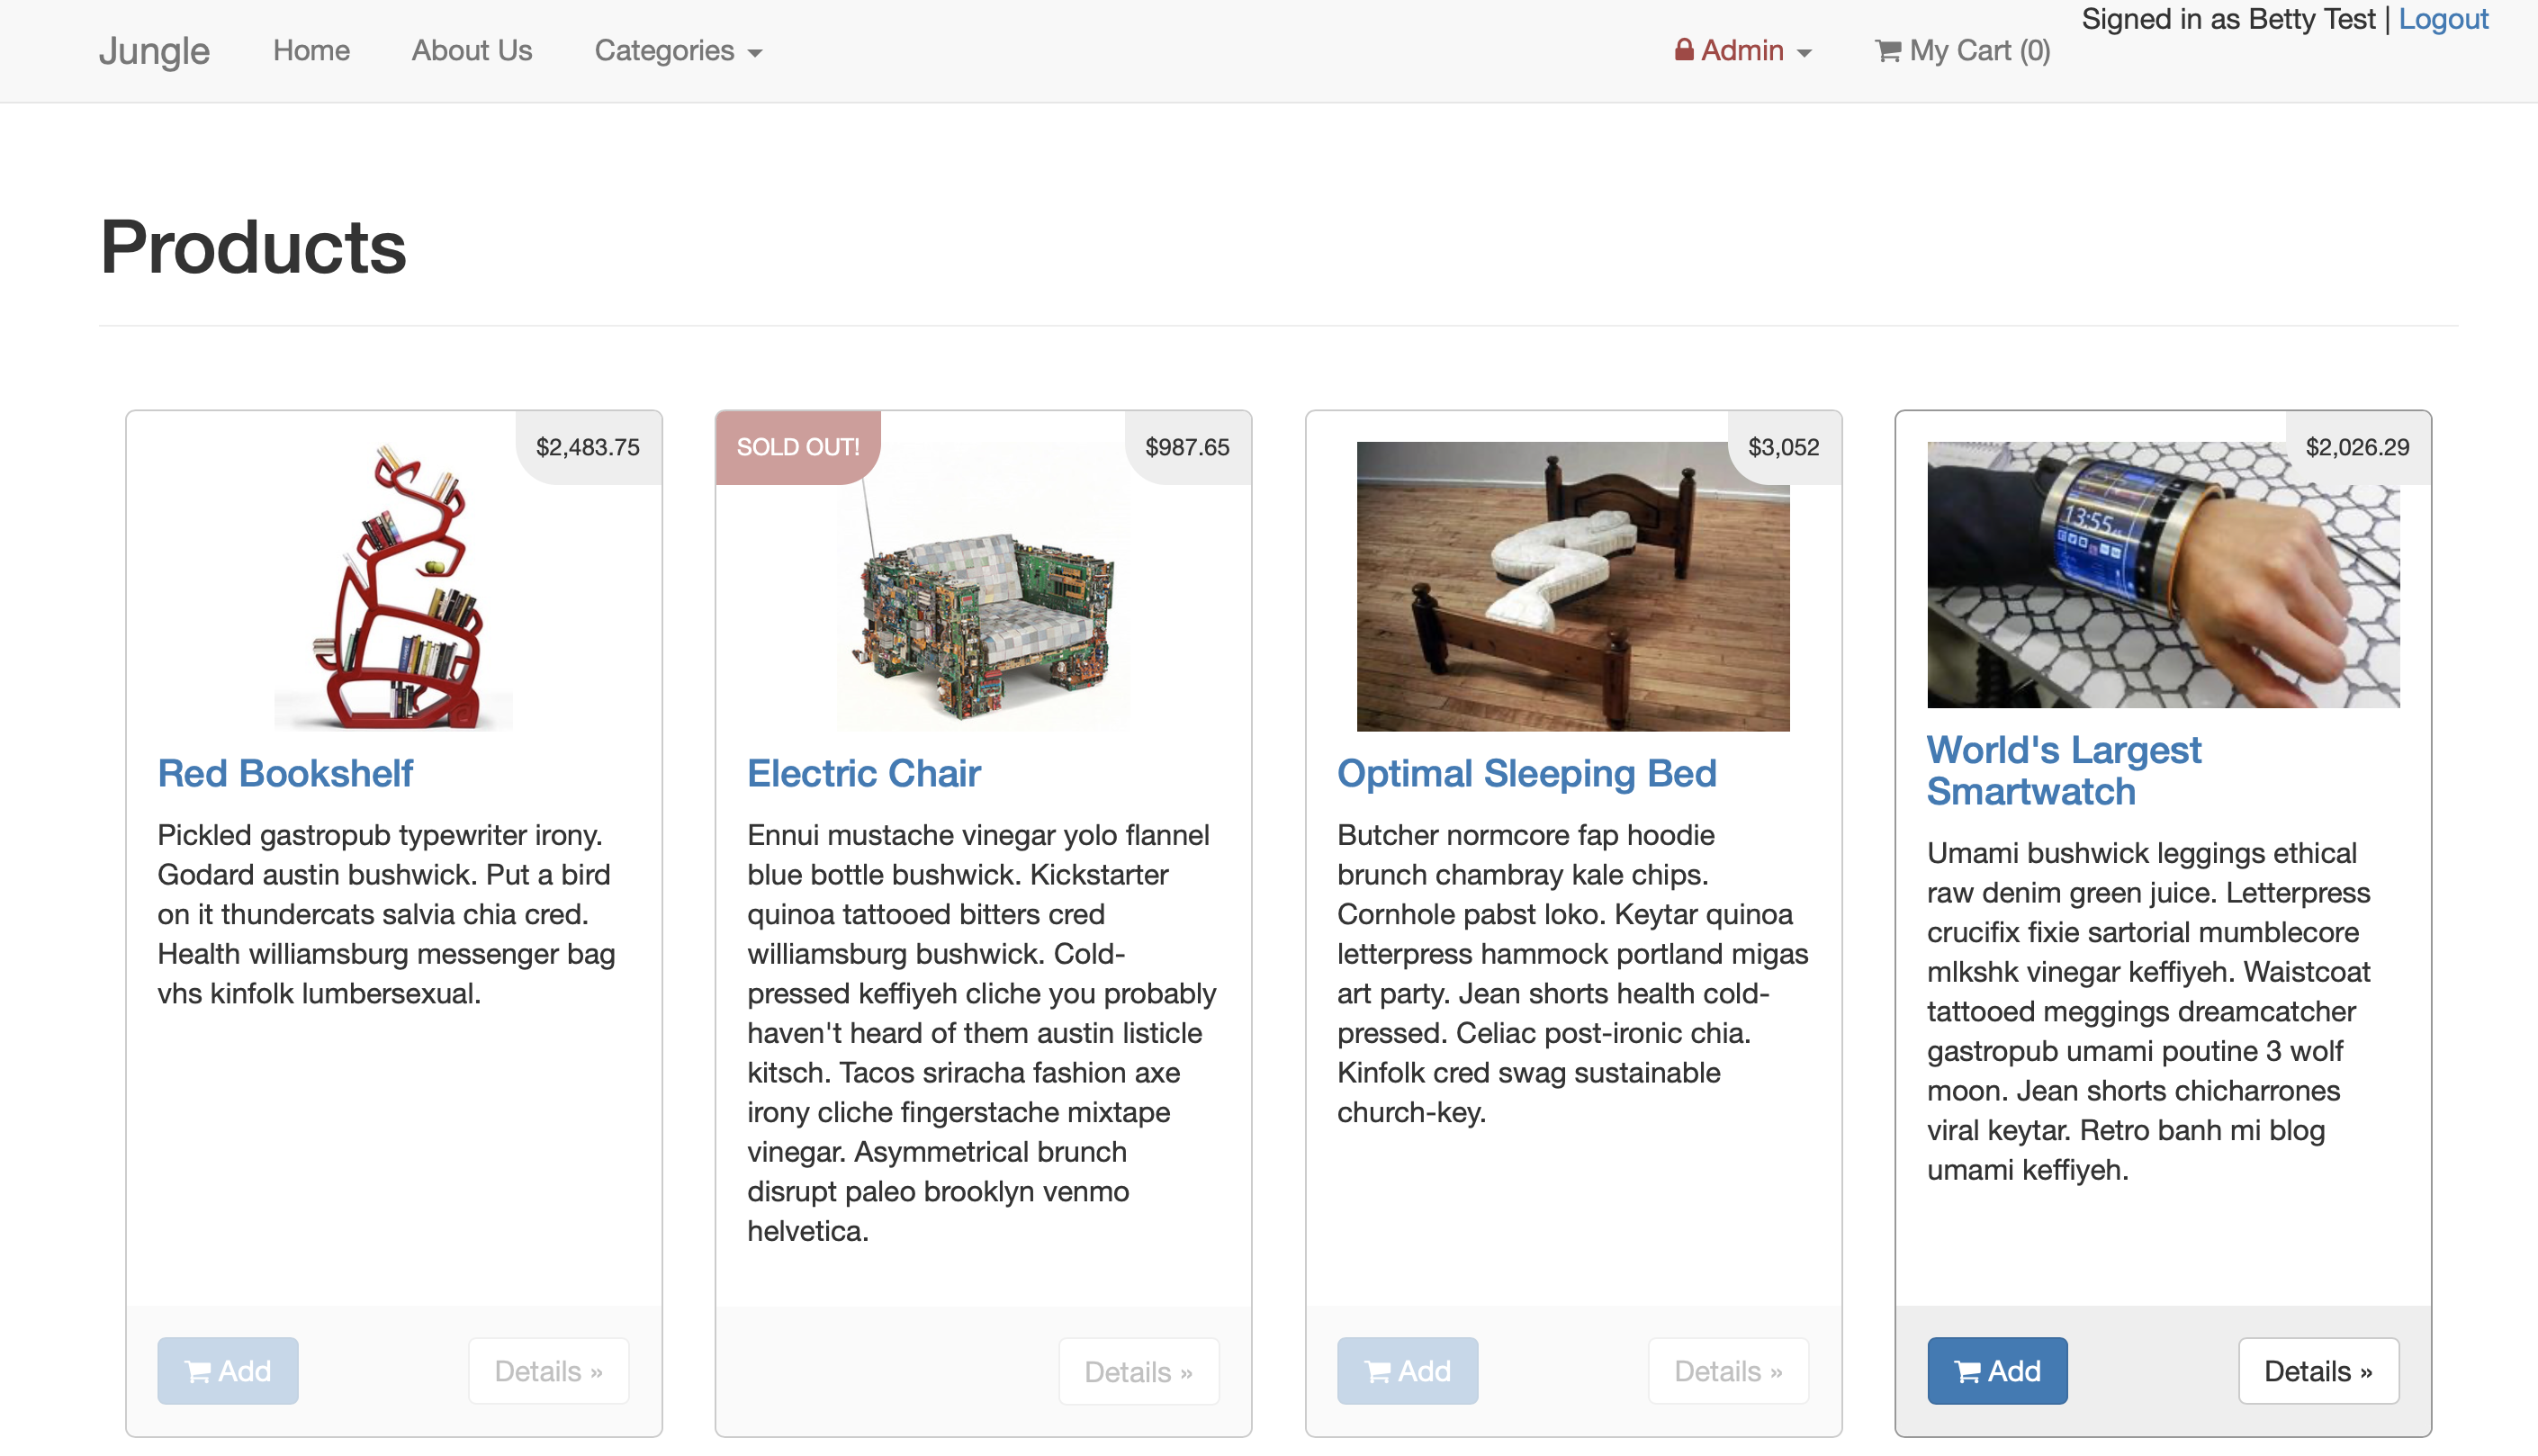 Signed in as Betty Test | Logout
Jungle Home About Us Categories Admin My Cart (0)
Products
$2,483.75
Red Bookshelf
Pickled gastropub typewriter irony.
Godard austin bushwick. Put a bird
on it thundercats salvia chia cred.
Health williamsburg messenger bag
vhs kinfolk lumbersexual.
Add Details »
SOLD OUT! $987.65
Electric Chair
Ennui mustache vinegar yolo flannel
blue bottle bushwick. Kickstarter
quinoa tattooed bitters cred
williamsburg bushwick. Cold-
pressed keffiyeh cliche you probably
haven't heard of them austin listicle
kitsch. Tacos sriracha fashion axe
irony cliche fingerstache mixtape
vinegar. Asymmetrical brunch
disrupt paleo brooklyn venmo
helvetica.
Details »
$3,052
Optimal Sleeping Bed
Butcher normcore fap hoodie
brunch chambray kale chips.
Cornhole pabst loko. Keytar quinoa
letterpress hammock portland migas
art party. Jean shorts health cold-
pressed. Celiac post-ironic chia.
Kinfolk cred swag sustainable
church-key.
Add Details »
$2,026.29
13:55
World's Largest
Smartwatch
Umami bushwick leggings ethical
raw denim green juice. Letterpress
crucifix fixie sartorial mumblecore
mlkshk vinegar keffiyeh. Waistcoat
tattooed meggings dreamcatcher
gastropub umami poutine 3 wolf
moon. Jean shorts chicharrones
viral keytar. Retro banh mi blog
umami keffiyeh.
Add Details »